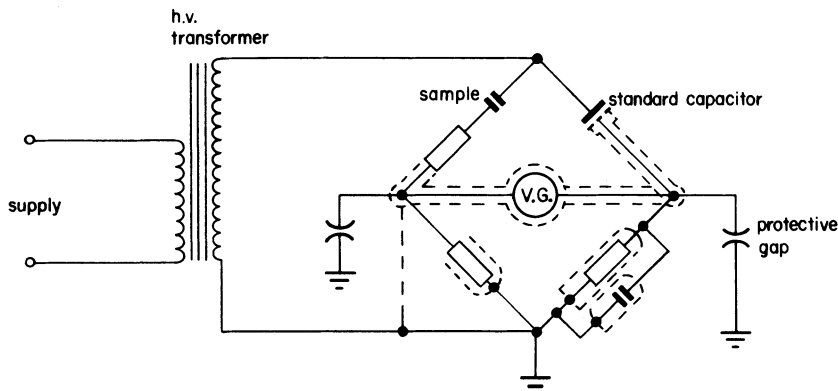 h.v.
transformer
sample
standard capacitor
V.G.
supply
protective
gap